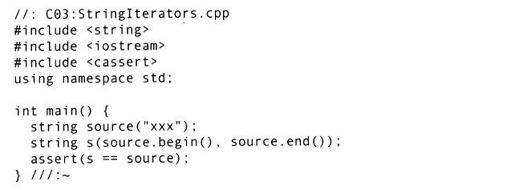 //: C03:StringIterators.cpp
#include <string>
#include <iostream>
#include <cassert>
using namespace std;

int main() {
  string source("xxx");
  string s(source.begin(), source.end());
  assert(s == source);
} ///:~